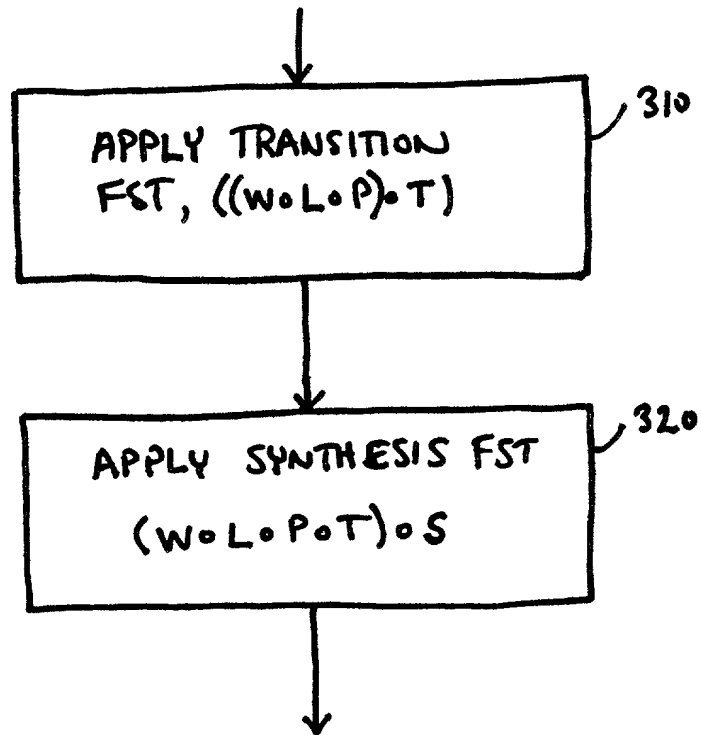 310
APPLY TRANSITION
FST, ((W∘L∘P)∘T)
320
APPLY SYNTHESIS FST
(W∘L∘P∘T)∘S